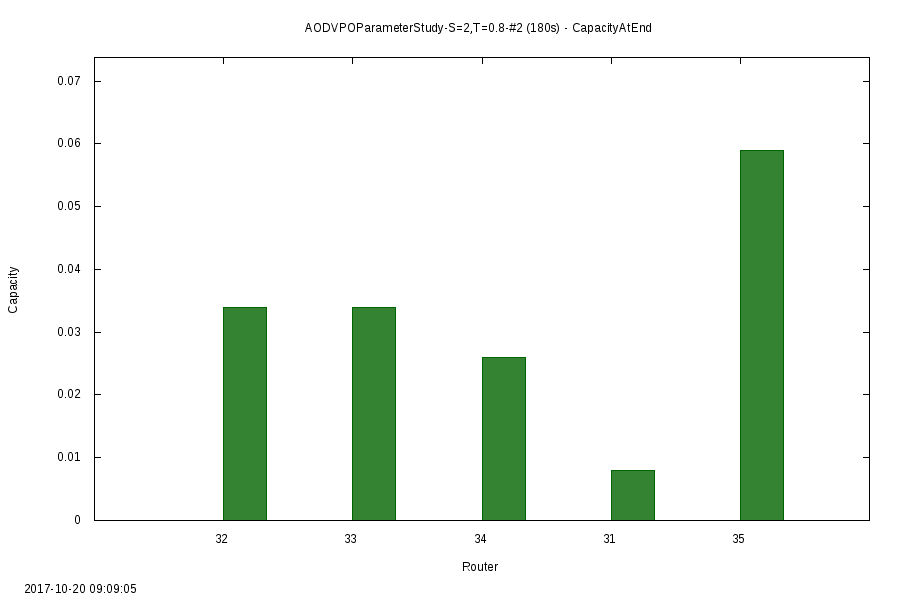 AODVPOParameterStudy-S=2,T=0.8-#2 (180s) - CapacityAtEnd
0.07
0.06
0.05
0.04
0.03
0.02
0.01
0
Capacity
32 33 34 31 35
Router
2017-10-20 09:09:05